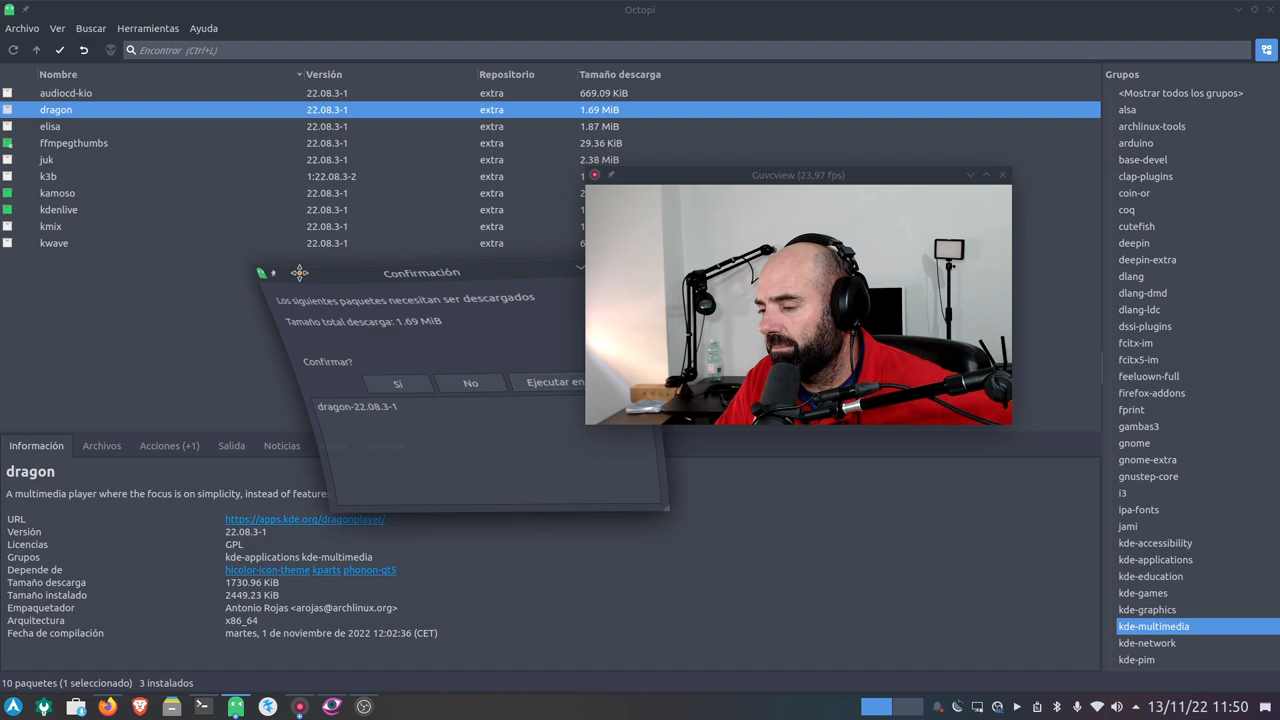 Octopi
Archivo Ver Buscar Herramientas Ayuda
Encontrar (Ctrl+L)
Nombre Versión Repositorio Tamaño descarga
audiocd-kio 22.08.3-1 extra 669.09 KiB
dragon 22.08.3-1 extra 1.69 MiB
elisa 22.08.3-1 extra 1.87 MiB
ffmpegthumbs 22.08.3-1 extra 29.36 KiB
juk 22.08.3-1 extra 2.38 MiB
k3b 1:22.08.3-2 extra
kamoso 22.08.3-1 extra
kdenlive 22.08.3-1 extra
kmix 22.08.3-1 extra
kwave 22.08.3-1 extra
Guvcview (23,97 fps)
Confirmación
Los siguientes paquetes necesitan ser descargados
Tamaño total descarga: 1.69 MiB
Confirmar?
Sí No Ejecutar en
dragon-22.08.3-1
Información Archivos Acciones (+1) Salida Noticias
dragon
A multimedia player where the focus is on simplicity, instead of
URL https://apps.kde.org/dragonplayer/
Versión 22.08.3-1
Licencias GPL
Grupos kde-applications kde-multimedia
Depende de hicolor-icon-theme kparts phonon-qt5
Tamaño descarga 1730.96 KiB
Tamaño instalado 2449.23 KiB
Empaquetador Antonio Rojas <arojas@archlinux.org>
Arquitectura x86_64
Fecha de compilación martes, 1 de noviembre de 2022 12:02:36 (CET)
Grupos
<Mostrar todos los grupos>
alsa
archlinux-tools
arduino
base-devel
clap-plugins
coin-or
coq
cutefish
deepin
deepin-extra
dlang
dlang-dmd
dlang-ldc
dssi-plugins
fcitx-im
fcitx5-im
feeluown-full
firefox-addons
fprint
gambas3
gnome
gnome-extra
gnustep-core
i3
ipa-fonts
jami
kde-accessibility
kde-applications
kde-education
kde-games
kde-graphics
kde-multimedia
kde-network
kde-pim
10 paquetes (1 seleccionado) 3 instalados
13/11/22 11:50